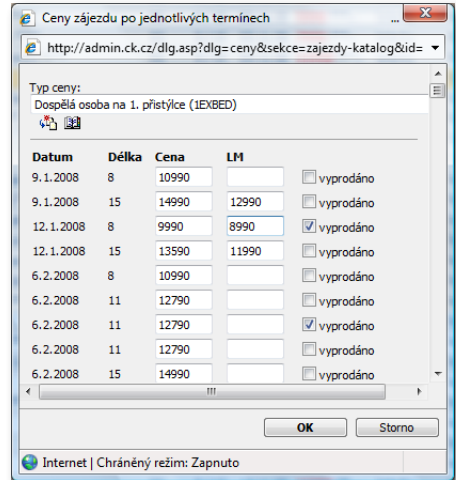 Ceny zájezdu po jednotlivých termínech ...
http://admin.ck.cz/dlg.asp?dlg=ceny&sekce=zajezdy-katalog&id=
Typ ceny:
Dospělá osoba na 1. přistýlce (1EXBED)
Datum Délka Cena LM
9.1.2008 8 10990 vyprodáno
9.1.2008 15 14990 12990 vyprodáno
12.1.2008 8 9990 8990 vyprodáno
12.1.2008 15 13590 11990 vyprodáno
6.2.2008 8 10990 vyprodáno
6.2.2008 11 12790 vyprodáno
6.2.2008 11 12790 vyprodáno
6.2.2008 11 12790 vyprodáno
6.2.2008 15 14990 vyprodáno
OK Storno
Internet | Chráněný režim: Zapnuto